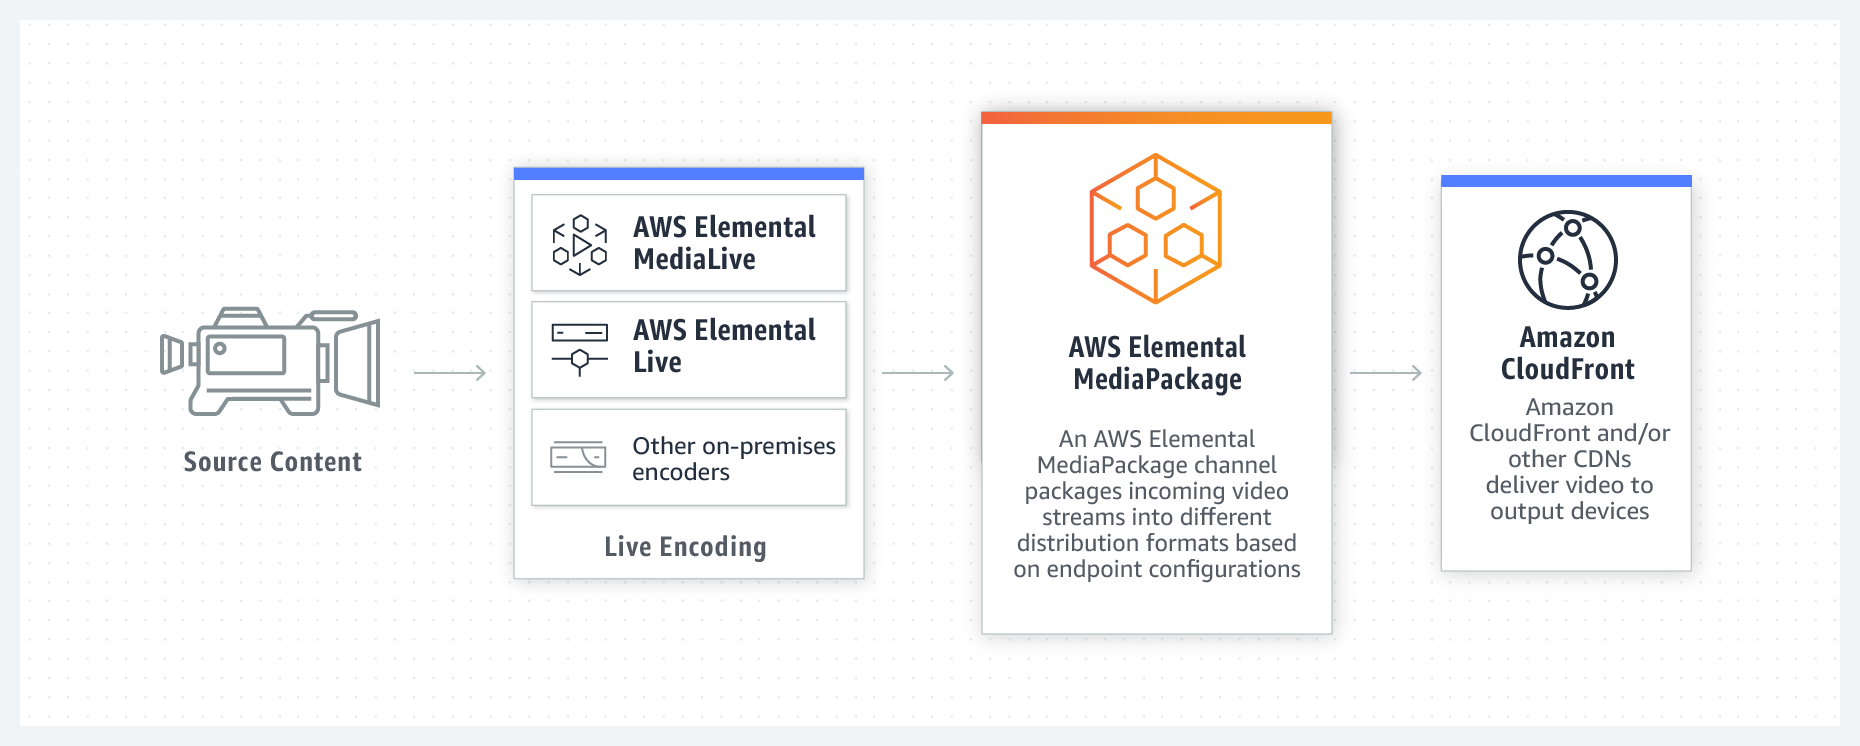 Source Content
AWS Elemental
MediaLive
AWS Elemental
Live
Other on-premises
encoders
Live Encoding
AWS Elemental
MediaPackage
An AWS Elemental
MediaPackage channel
packages incoming video
streams into different
distribution formats based
on endpoint configurations
Amazon
CloudFront
Amazon
CloudFront and/or
other CDNs
deliver video to
output devices